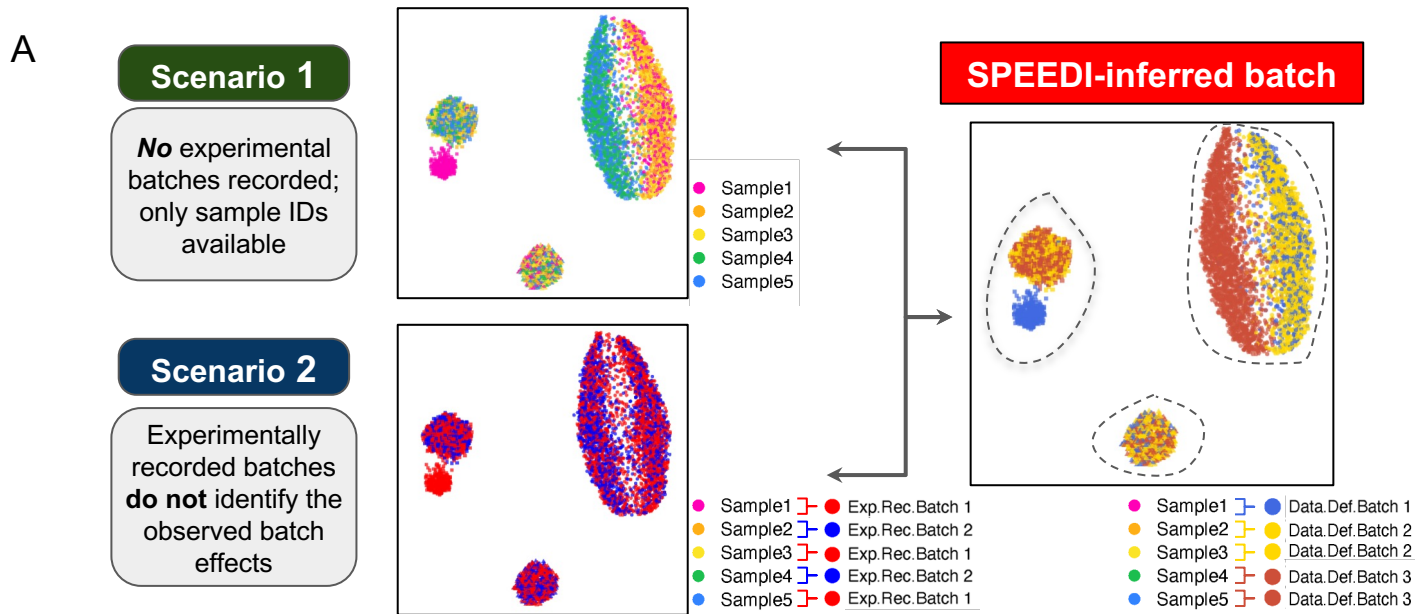 A
Scenario 1
No experimental
batches recorded;
only sample IDs
available
Sample1
Sample2
Sample3
Sample4
Sample5
SPEEDI-inferred batch
Scenario 2
Experimentally
recorded batches
do not identify the
observed batch
effects
Sample1 Exp.Rec.Batch 1
Sample2 Exp.Rec.Batch 2
Sample3 Exp.Rec.Batch 1
Sample4 Exp.Rec.Batch 2
Sample5 Exp.Rec.Batch 1
Sample1 Data.Def.Batch 1
Sample2 Data.Def.Batch 2
Sample3 Data.Def.Batch 2
Sample4 Data.Def.Batch 3
Sample5 Data.Def.Batch 3